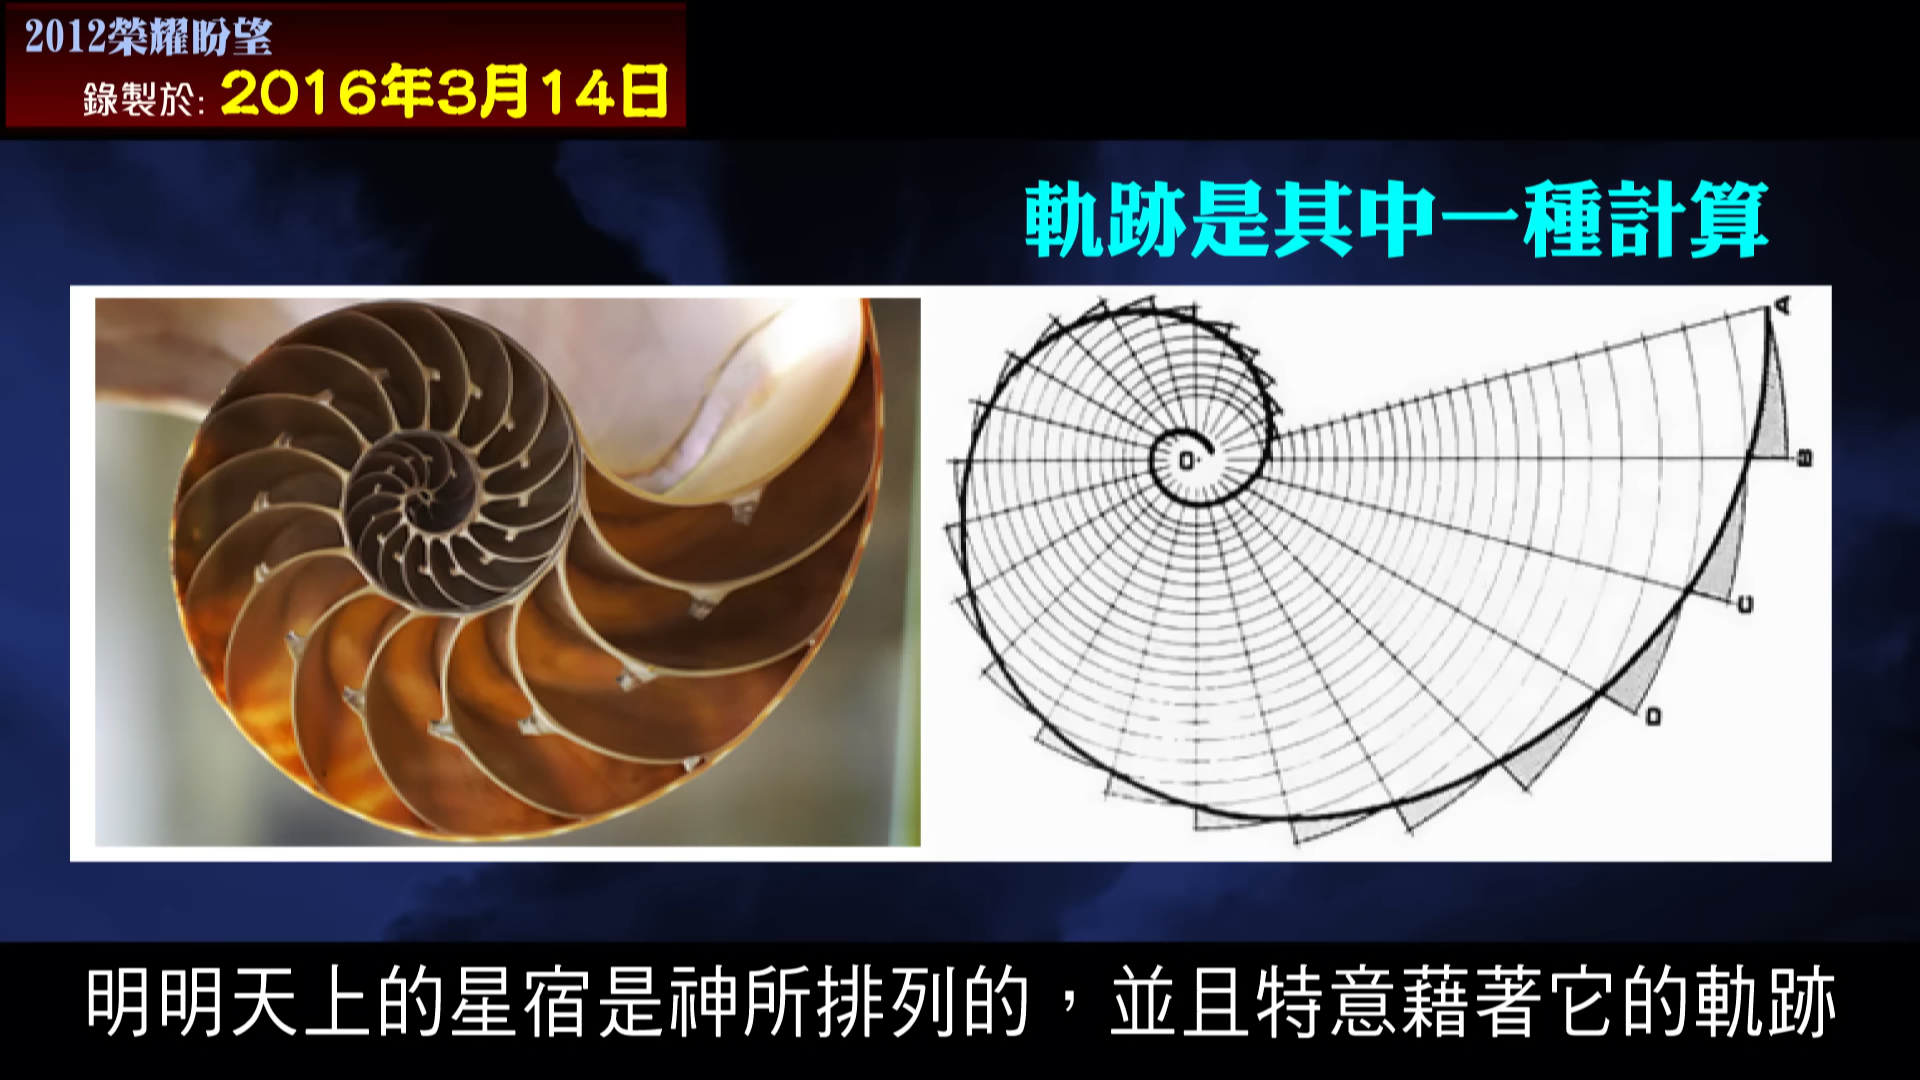 2012榮耀盼望
錄製於: 2016年3月14日
軌跡是其中一種計算
A
O
B
C
D
明明天上的星宿是神所排列的，並且特意藉著它的軌跡